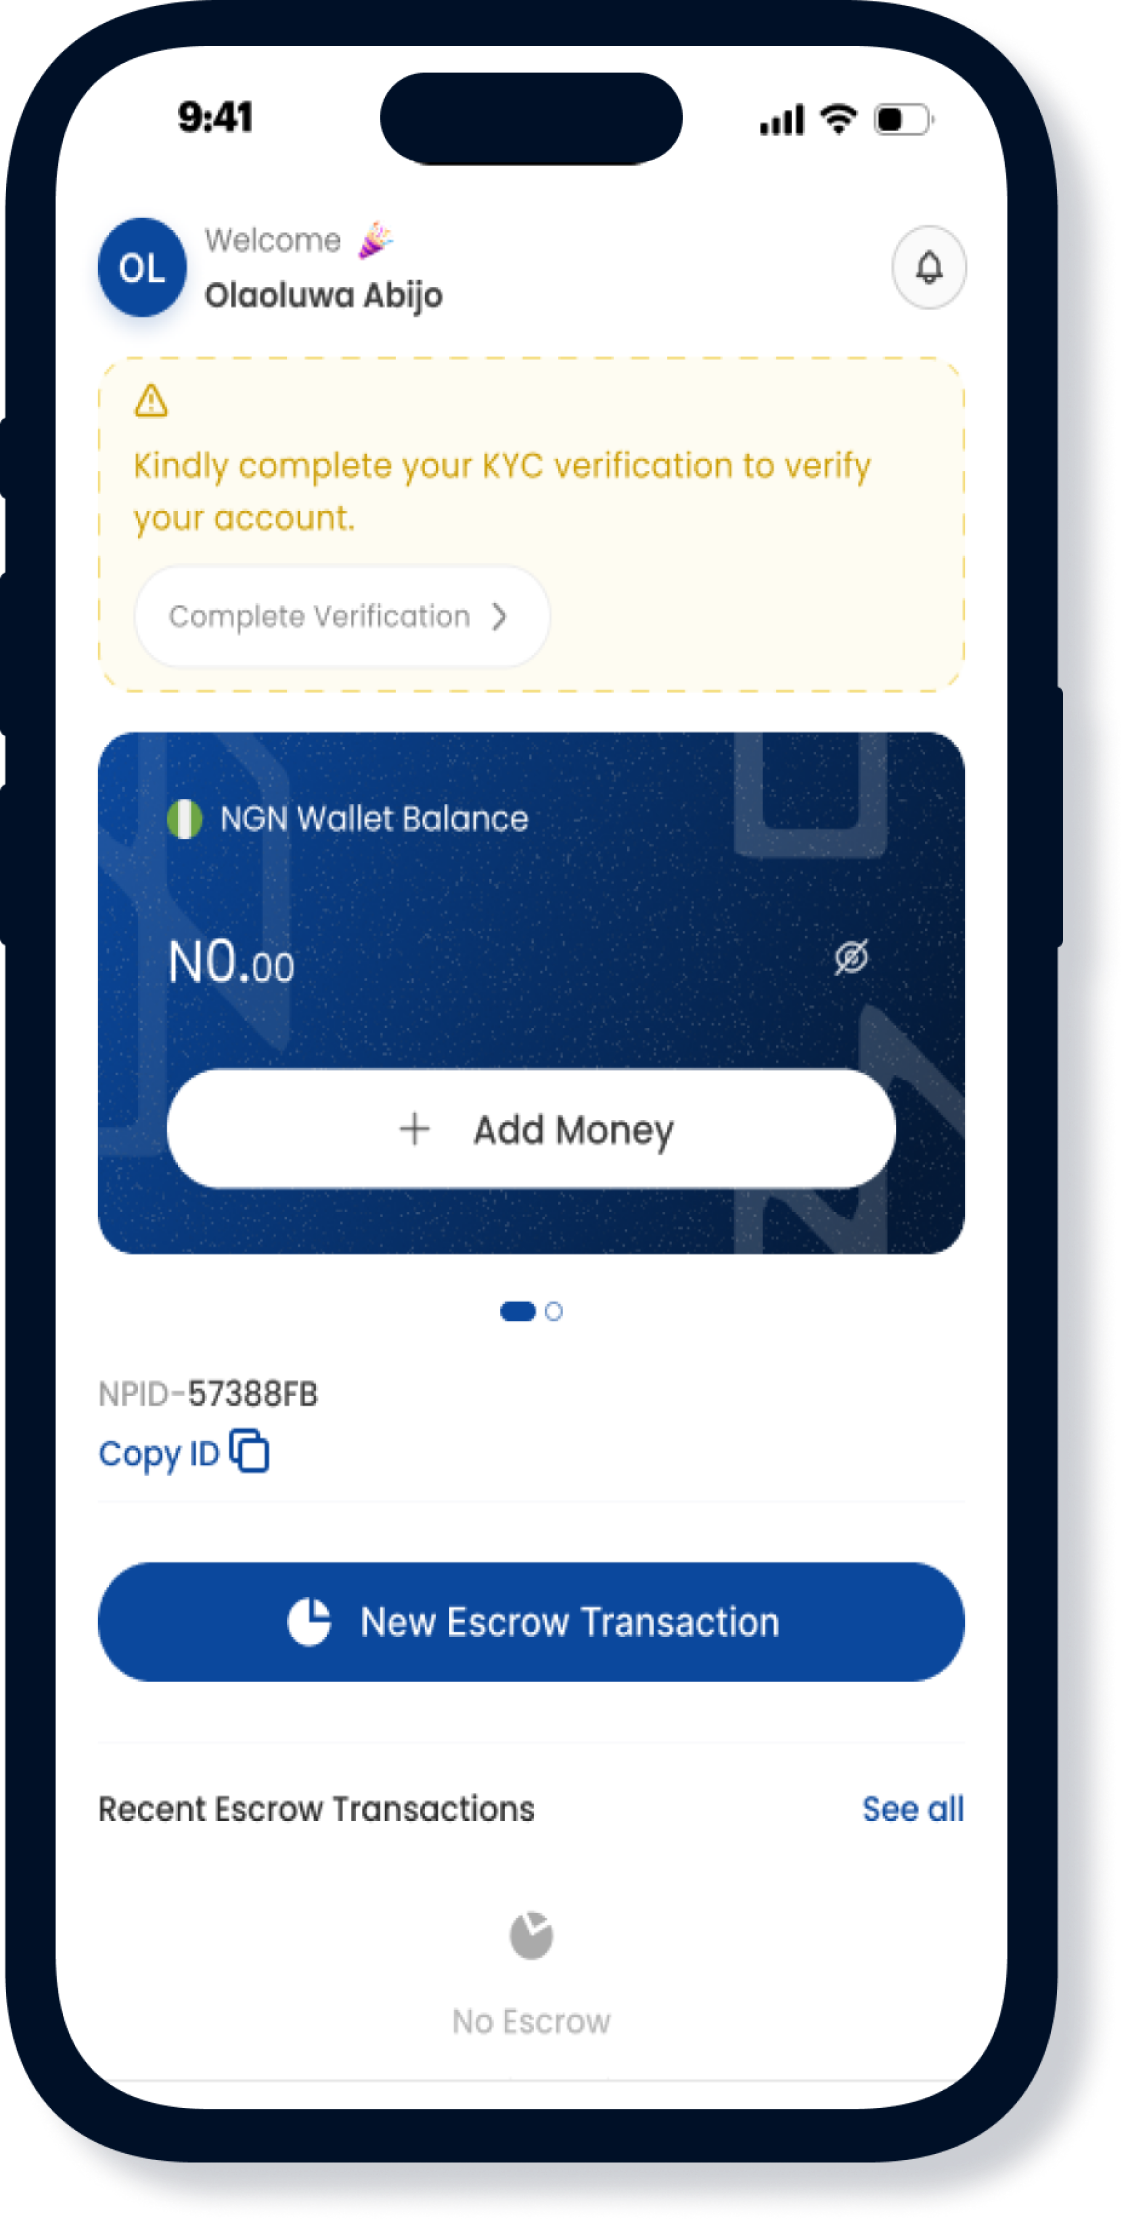 9:41
OL
Welcome 🎉
Olaoluwa Abijo
Kindly complete your KYC verification to verify
your account.
Complete Verification
NGN Wallet Balance
N0.00
+ Add Money
NPID-57388FB
Copy ID
New Escrow Transaction
Recent Escrow Transactions
See all
No Escrow